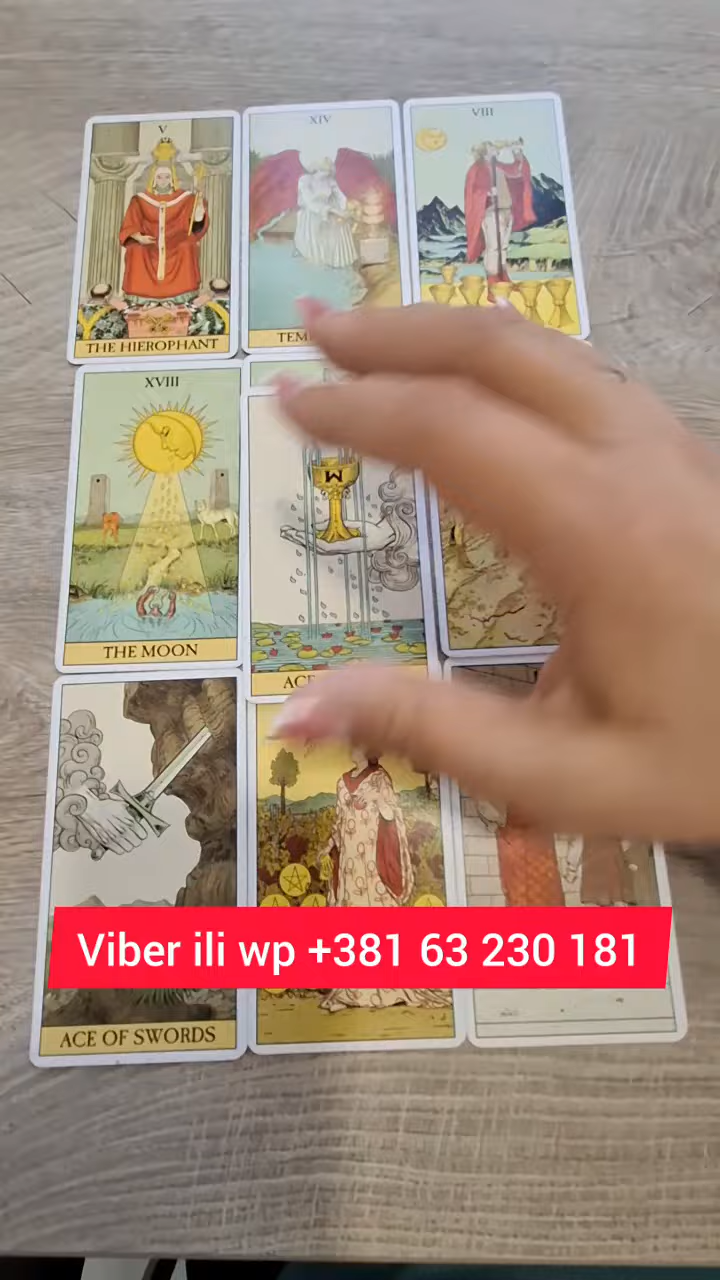 V
XIV
VIII
THE HIEROPHANT
XVIII
THE MOON
Viber ili wp +381 63 230 181
ACE OF SWORDS